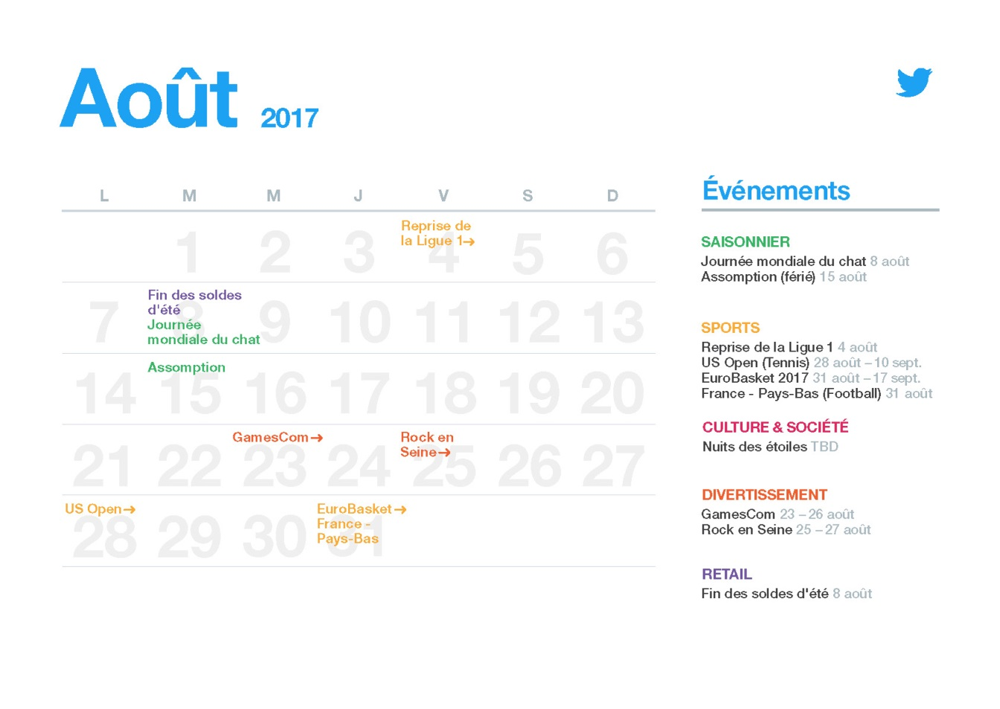 Août 2017
L M M J V S D
Reprise de
la Ligue 1→
1 2 3 4 5 6
Fin des soldes
d'été
Journée
mondiale du chat
7 8 9 10 11 12 13
Assomption
14 15 16 17 18 19 20
GamesCom→
Rock en
Seine→
21 22 23 24 25 26 27
US Open→
EuroBasket→
France -
Pays-Bas
28 29 30 31
Événements
SAISONNIER
Journée mondiale du chat 8 août
Assomption (férié) 15 août
SPORTS
Reprise de la Ligue 1 4 août
US Open (Tennis) 28 août – 10 sept.
EuroBasket 2017 31 août – 17 sept.
France - Pays-Bas (Football) 31 août
CULTURE & SOCIÉTÉ
Nuits des étoiles TBD
DIVERTISSEMENT
GamesCom 23 – 26 août
Rock en Seine 25 – 27 août
RETAIL
Fin des soldes d'été 8 août